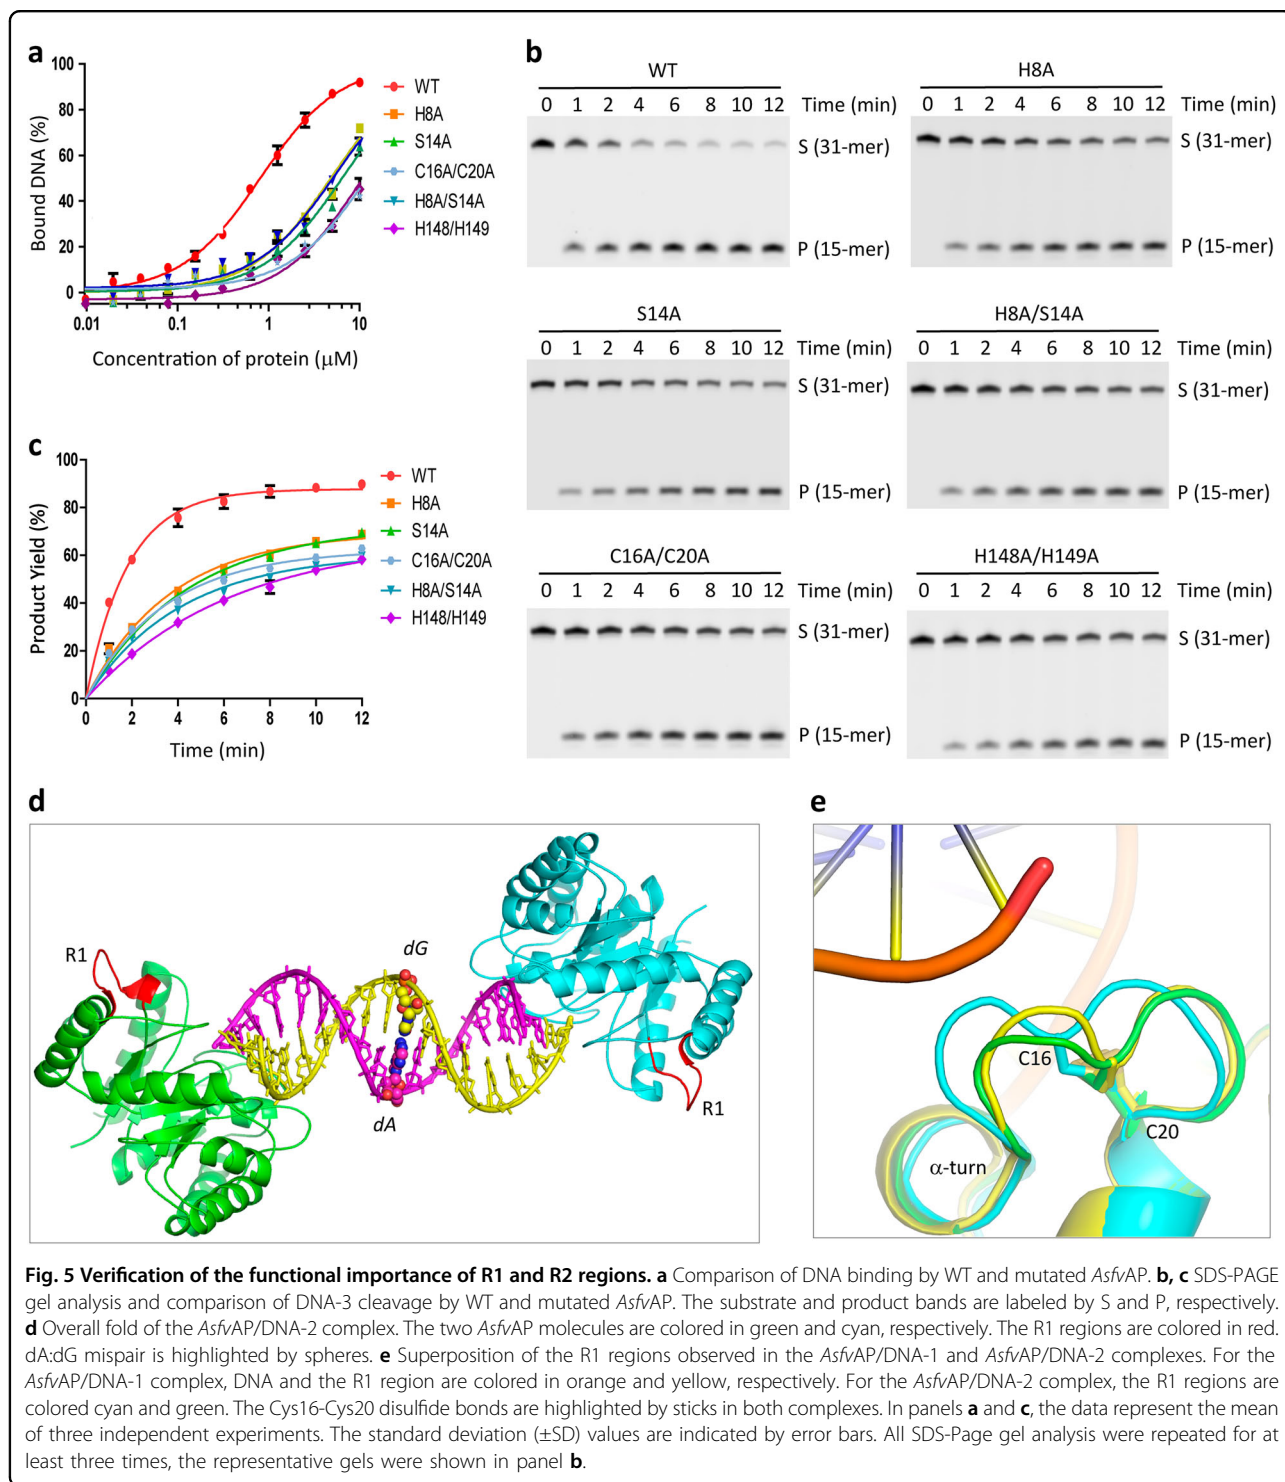 a
100
80
60
40
20
0
Bound DNA (%)
0.01
0.1
1
10
Concentration of protein (μM)
WT
H8A
S14A
C16A/C20A
H8A/S14A
H148/H149
b
WT
0 1 2 4 6 8 10 12 Time (min)
S (31-mer)
P (15-mer)
H8A
0 1 2 4 6 8 10 12 Time (min)
S (31-mer)
P (15-mer)
S14A
0 1 2 4 6 8 10 12 Time (min)
S (31-mer)
P (15-mer)
H8A/S14A
0 1 2 4 6 8 10 12 Time (min)
S (31-mer)
P (15-mer)
C16A/C20A
0 1 2 4 6 8 10 12 Time (min)
S (31-mer)
P (15-mer)
H148A/H149A
0 1 2 4 6 8 10 12 Time (min)
S (31-mer)
P (15-mer)
c
100
80
60
40
20
0
Product Yield (%)
0 2 4 6 8 10 12
Time (min)
WT
H8A
S14A
C16A/C20A
H8A/S14A
H148/H149
d
R1
dG
dA
R1
e
C16
C20
α-turn
Fig. 5 Verification of the functional importance of R1 and R2 regions. a Comparison of DNA binding by WT and mutated AsfvAP. b, c SDS-PAGE
gel analysis and comparison of DNA-3 cleavage by WT and mutated AsfvAP. The substrate and product bands are labeled by S and P, respectively.
d Overall fold of the AsfvAP/DNA-2 complex. The two AsfvAP molecules are colored in green and cyan, respectively. The R1 regions are colored in red.
dA:dG mispair is highlighted by spheres. e Superposition of the R1 regions observed in the AsfvAP/DNA-1 and AsfvAP/DNA-2 complexes. For the
AsfvAP/DNA-1 complex, DNA and the R1 region are colored in orange and yellow, respectively. For the AsfvAP/DNA-2 complex, the R1 regions are
colored cyan and green. The Cys16-Cys20 disulfide bonds are highlighted by sticks in both complexes. In panels a and c, the data represent the mean
of three independent experiments. The standard deviation (±SD) values are indicated by error bars. All SDS-Page gel analysis were repeated for at
least three times, the representative gels were shown in panel b.